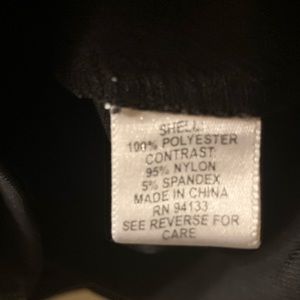 SHELL
100% POLYESTER
CONTRAST
95% NYLON
5% SPANDEX
MADE IN CHINA
RN 94133
SEE REVERSE FOR
CARE